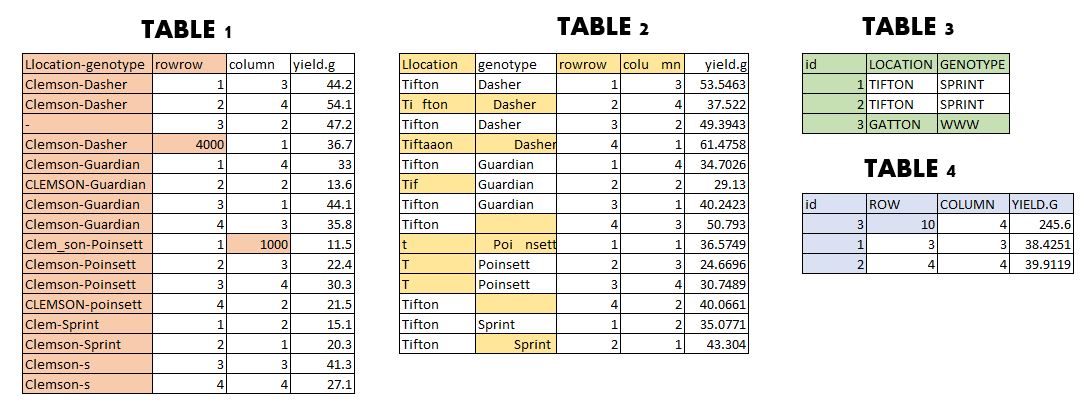 TABLE 1
Llocation-genotype rowrow column yield.g
Clemson-Dasher 1 3 44.2
Clemson-Dasher 2 4 54.1
- 3 2 47.2
Clemson-Dasher 4000 1 36.7
Clemson-Guardian 1 4 33
CLEMSON-Guardian 2 2 13.6
Clemson-Guardian 3 1 44.1
Clemson-Guardian 4 3 35.8
Clem_son-Poinsett 1 1000 11.5
Clemson-Poinsett 2 3 22.4
Clemson-Poinsett 3 4 30.3
CLEMSON-poinsett 4 2 21.5
Clem-Sprint 1 2 15.1
Clemson-Sprint 2 1 20.3
Clemson-s 3 3 41.3
Clemson-s 4 4 27.1
TABLE 2
Llocation genotype rowrow colu mn yield.g
Tifton Dasher 1 3 53.5463
Ti fton Dasher 2 4 37.522
Tifton Dasher 3 2 49.3943
Tiftaaon Dasher 4 1 61.4758
Tifton Guardian 1 4 34.7026
Tif Guardian 2 2 29.13
Tifton Guardian 3 1 40.2423
Tifton 4 3 50.793
t Poi nsett 1 1 36.5749
T Poinsett 2 3 24.6696
T Poinsett 3 4 30.7489
Tifton 4 2 40.0661
Tifton Sprint 1 2 35.0771
Tifton Sprint 2 1 43.304
TABLE 3
id LOCATION GENOTYPE
1 TIFTON SPRINT
2 TIFTON SPRINT
3 GATTON WWW
TABLE 4
id ROW COLUMN YIELD.G
3 10 4 245.6
1 3 3 38.4251
2 4 4 39.9119